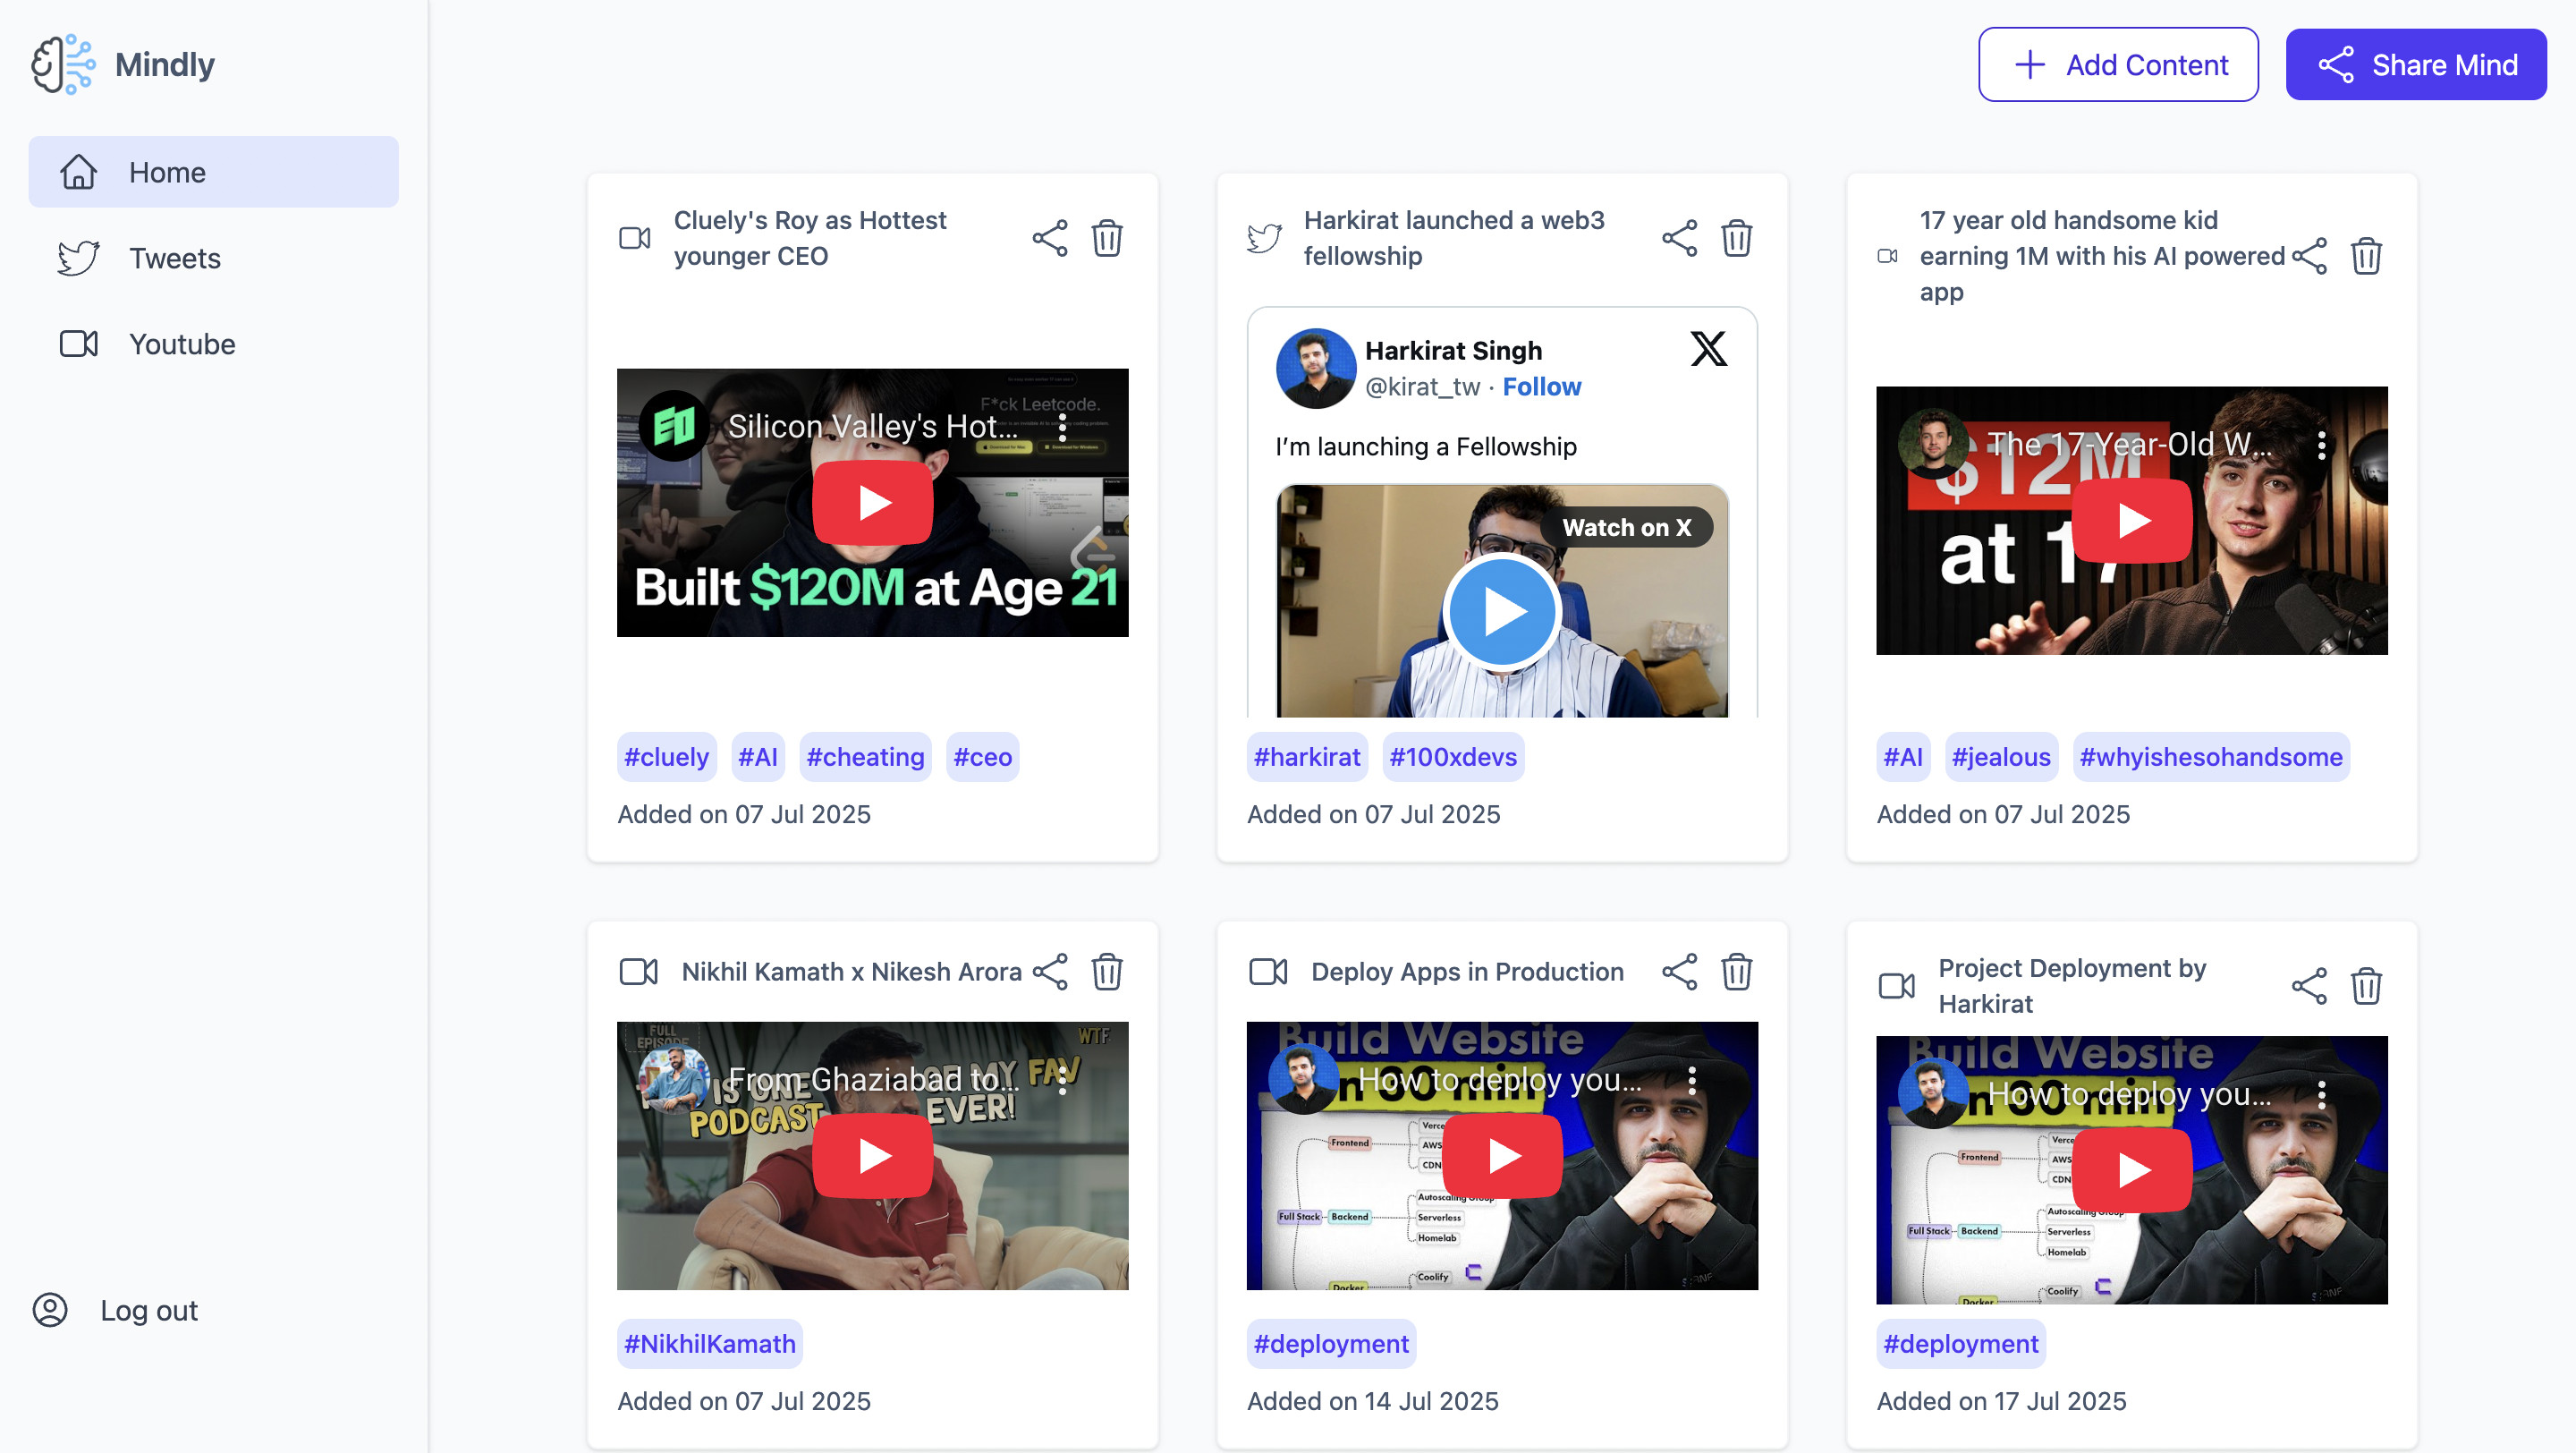 Mindly
Home
Tweets
Youtube
Log out
Add Content
Share Mind
Cluely's Roy as Hottest
younger CEO
F*ck Leetcode.
Silicon Valley's Hot...
Built $120M at Age 21
#cluely #AI #cheating #ceo
Added on 07 Jul 2025
Harkirat launched a web3
fellowship
Harkirat Singh
@kirat_tw · Follow
I’m launching a Fellowship
Watch on X
#harkirat #100xdevs
Added on 07 Jul 2025
17 year old handsome kid
earning 1M with his AI powered
app
The 17-Year-Old W...
$12M
at 17
#AI #jealous #whyishesohandsome
Added on 07 Jul 2025
Nikhil Kamath x Nikesh Arora
FULL
EPISODE
WTF
From Ghaziabad to...
IS ONE OF MY FAV
PODCAST EVER!
#NikhilKamath
Added on 07 Jul 2025
Deploy Apps in Production
Build Website
How to deploy you...
in 30 min
Frontend
AWS
CDN
Autoscaling Group
Full Stack
Backend
Serverless
Homelab
Coolify
Docker
#deployment
Added on 14 Jul 2025
Project Deployment by
Harkirat
Build Website
How to deploy you...
in 30 min
Frontend
AWS
CDN
Autoscaling Group
Full Stack
Backend
Serverless
Homelab
Coolify
Docker
#deployment
Added on 17 Jul 2025